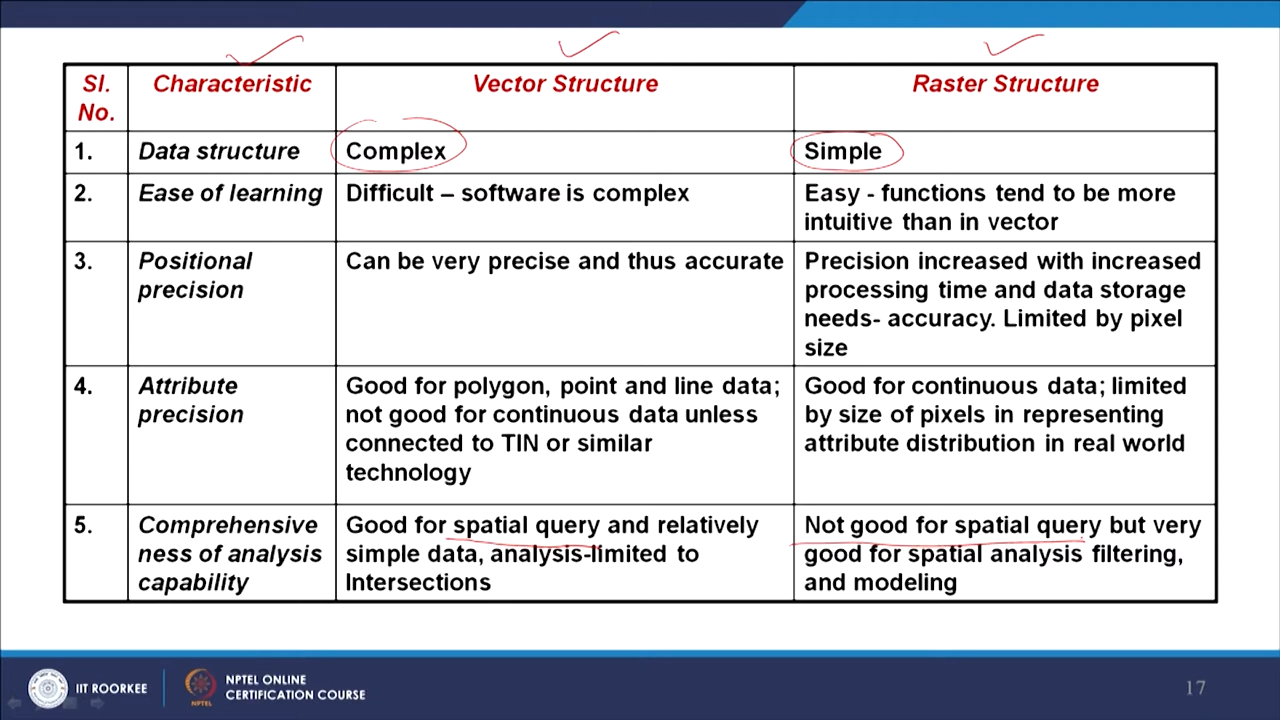 Sl. No.
Characteristic
Vector Structure
Raster Structure
1.
Data structure
Complex
Simple
2.
Ease of learning
Difficult – software is complex
Easy - functions tend to be more
intuitive than in vector
3.
Positional
precision
Can be very precise and thus accurate
Precision increased with increased
processing time and data storage
needs- accuracy. Limited by pixel
size
4.
Attribute
precision
Good for polygon, point and line data;
not good for continuous data unless
connected to TIN or similar
technology
Good for continuous data; limited
by size of pixels in representing
attribute distribution in real world
5.
Comprehensive
ness of analysis
capability
Good for spatial query and relatively
simple data, analysis-limited to
Intersections
Not good for spatial query but very
good for spatial analysis filtering,
and modeling
IIT ROORKEE
NPTEL
NPTEL ONLINE
CERTIFICATION COURSE
17